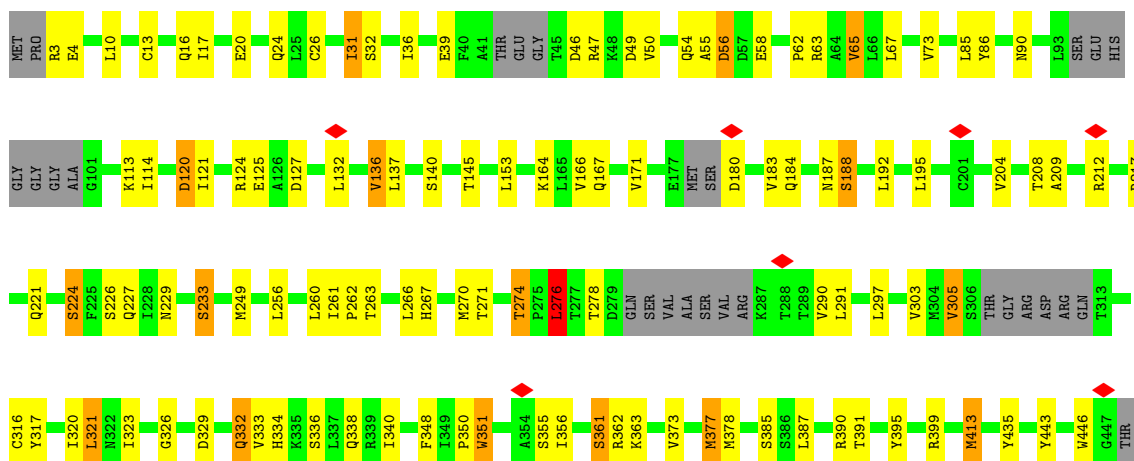 MET PRO R3 E4 L10 C13 Q16 I17 E20 Q24 L25 C26 I31 S32 I36 E39 F40 A41 THR GLU GLY T45 D46 R47 K48 D49 V50 Q54 A55 D56 D57 E58 P62 R63 A64 V65 L66 L67 V73 L85 Y86 N90 L93 SER GLU HIS
GLY GLY GLY ALA G101 K113 I114 D120 I121 R124 E125 A126 D127 L132 V136 L137 S140 T145 L153 K164 L165 V166 Q167 V171 E177 MET SER D180 V183 Q184 N187 S188 L192 L195 C201 V204 T208 A209 R212
Q221 S224 F225 S226 Q227 I228 N229 S233 M249 L256 L260 I261 P262 T263 L266 H267 M270 T271 T274 P275 L276 T277 T278 D279 GLN SER VAL ALA SER VAL ARG K287 T288 T289 V290 L291 L297 V303 M304 V305 S306 THR GLY ARG ASP ARG GLN T313
C316 Y317 I320 L321 N322 I323 G326 D329 Q332 V333 H334 K335 S336 L337 Q338 R339 I340 F348 I349 P350 W351 A354 S355 I356 S361 R362 K363 V373 M377 M378 S385 S386 L387 R390 T391 Y395 R399 M413 Y435 Y443 W446 G447 THR